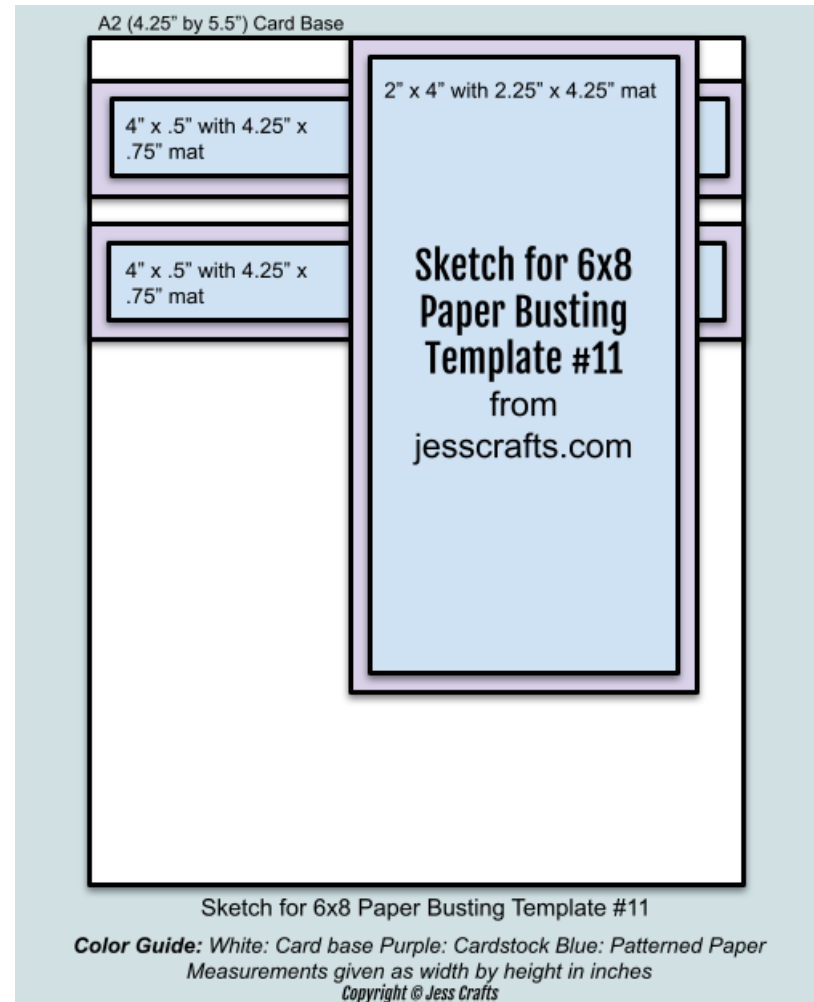 A2 (4.25” by 5.5”) Card Base
2” x 4” with 2.25” x 4.25” mat
4” x .5” with 4.25” x
.75” mat
4” x .5” with 4.25” x
.75” mat
Sketch for 6x8
Paper Busting
Template #11
from
jesscrafts.com
Sketch for 6x8 Paper Busting Template #11
Color Guide: White: Card base Purple: Cardstock Blue: Patterned Paper
Measurements given as width by height in inches
Copyright © Jess Crafts